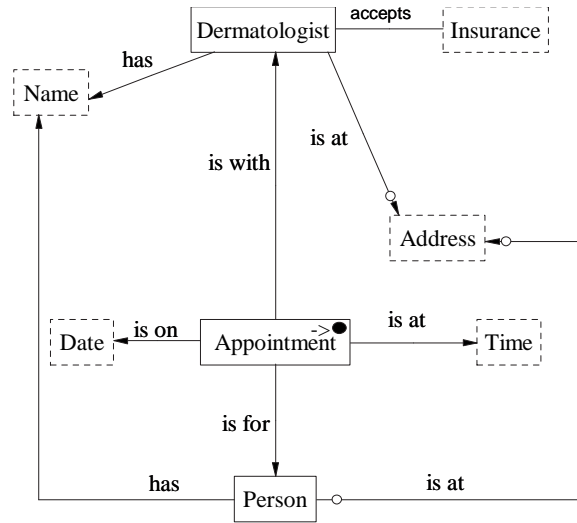 accepts
Dermatologist
Insurance
has
Name
is with
is at
Address
Date
is on
Appointment
->
is at
Time
is for
has
Person
is at